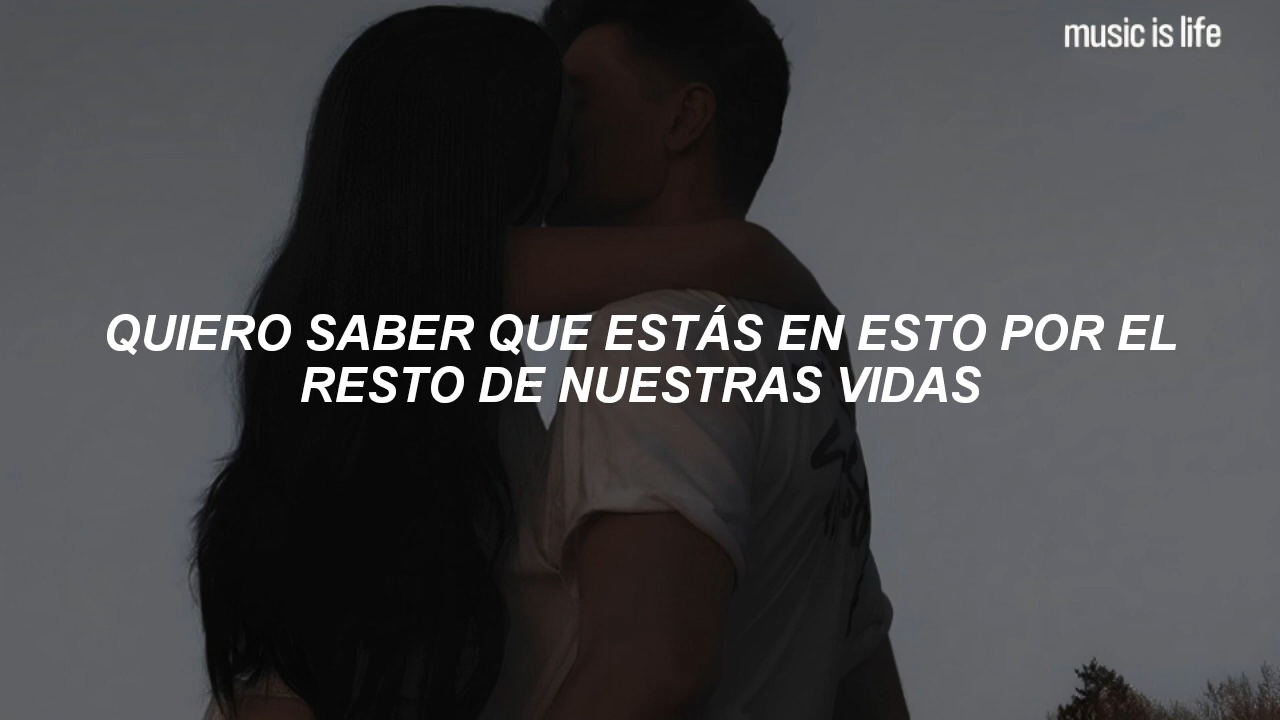 music is life
QUIERO SABER QUE ESTÁS EN ESTO POR EL
RESTO DE NUESTRAS VIDAS